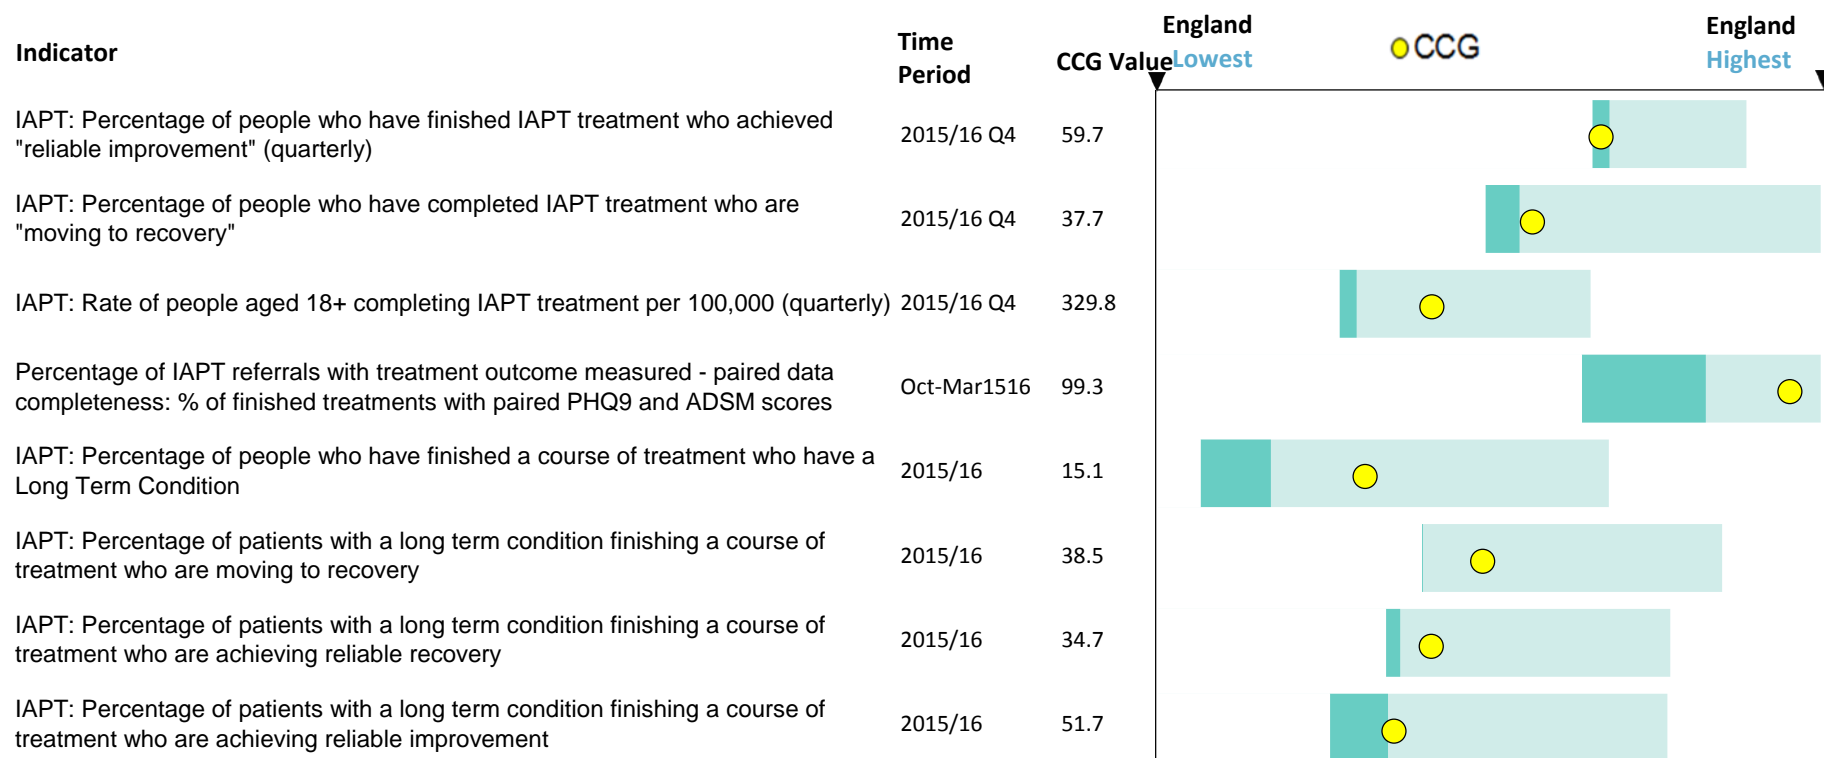 Indicator
Time
Period
CCG Value
England
Lowest
CCG
England
Highest
IAPT: Percentage of people who have finished IAPT treatment who achieved
"reliable improvement" (quarterly)
2015/16 Q4
59.7
IAPT: Percentage of people who have completed IAPT treatment who are
"moving to recovery"
2015/16 Q4
37.7
IAPT: Rate of people aged 18+ completing IAPT treatment per 100,000 (quarterly)
2015/16 Q4
329.8
Percentage of IAPT referrals with treatment outcome measured - paired data
completeness: % of finished treatments with paired PHQ9 and ADSM scores
Oct-Mar1516
99.3
IAPT: Percentage of people who have finished a course of treatment who have a
Long Term Condition
2015/16
15.1
IAPT: Percentage of patients with a long term condition finishing a course of
treatment who are moving to recovery
2015/16
38.5
IAPT: Percentage of patients with a long term condition finishing a course of
treatment who are achieving reliable recovery
2015/16
34.7
IAPT: Percentage of patients with a long term condition finishing a course of
treatment who are achieving reliable improvement
2015/16
51.7